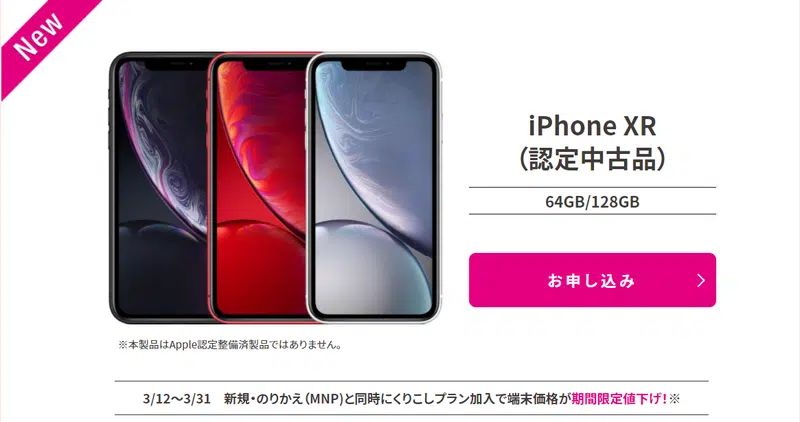 New
iPhone XR
（認定中古品）
64GB/128GB
お申し込み
※本製品はApple認定整備済製品ではありません。
3/12〜3/31　新規・のりかえ（MNP）と同時にくりこしプラン加入で端末価格が期間限定値下げ！※